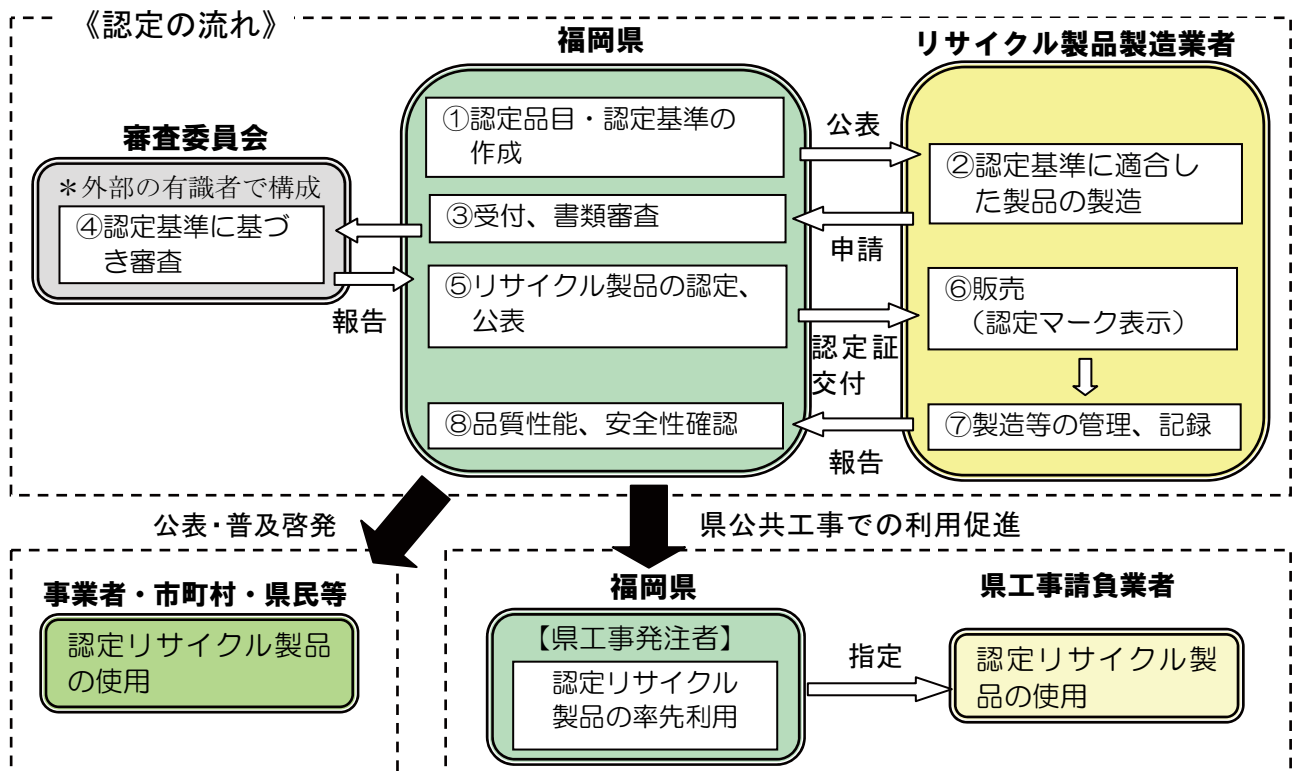 《認定の流れ》
福岡県
リサイクル製品製造業者
審査委員会
①認定品目・認定基準の
作成
公表
②認定基準に適合し
た製品の製造
＊外部の有識者で構成
④認定基準に基づ
き審査
③受付、書類審査
申請
報告
⑤リサイクル製品の認定、
公表
認定証
交付
⑥販売
（認定マーク表示）
⑧品質性能、安全性確認
報告
⑦製造等の管理、記録
公表・普及啓発
県公共工事での利用促進
事業者・市町村・県民等
認定リサイクル製品
の使用
福岡県
【県工事発注者】
認定リサイクル
製品の率先利用
指定
県工事請負業者
認定リサイクル製
品の使用